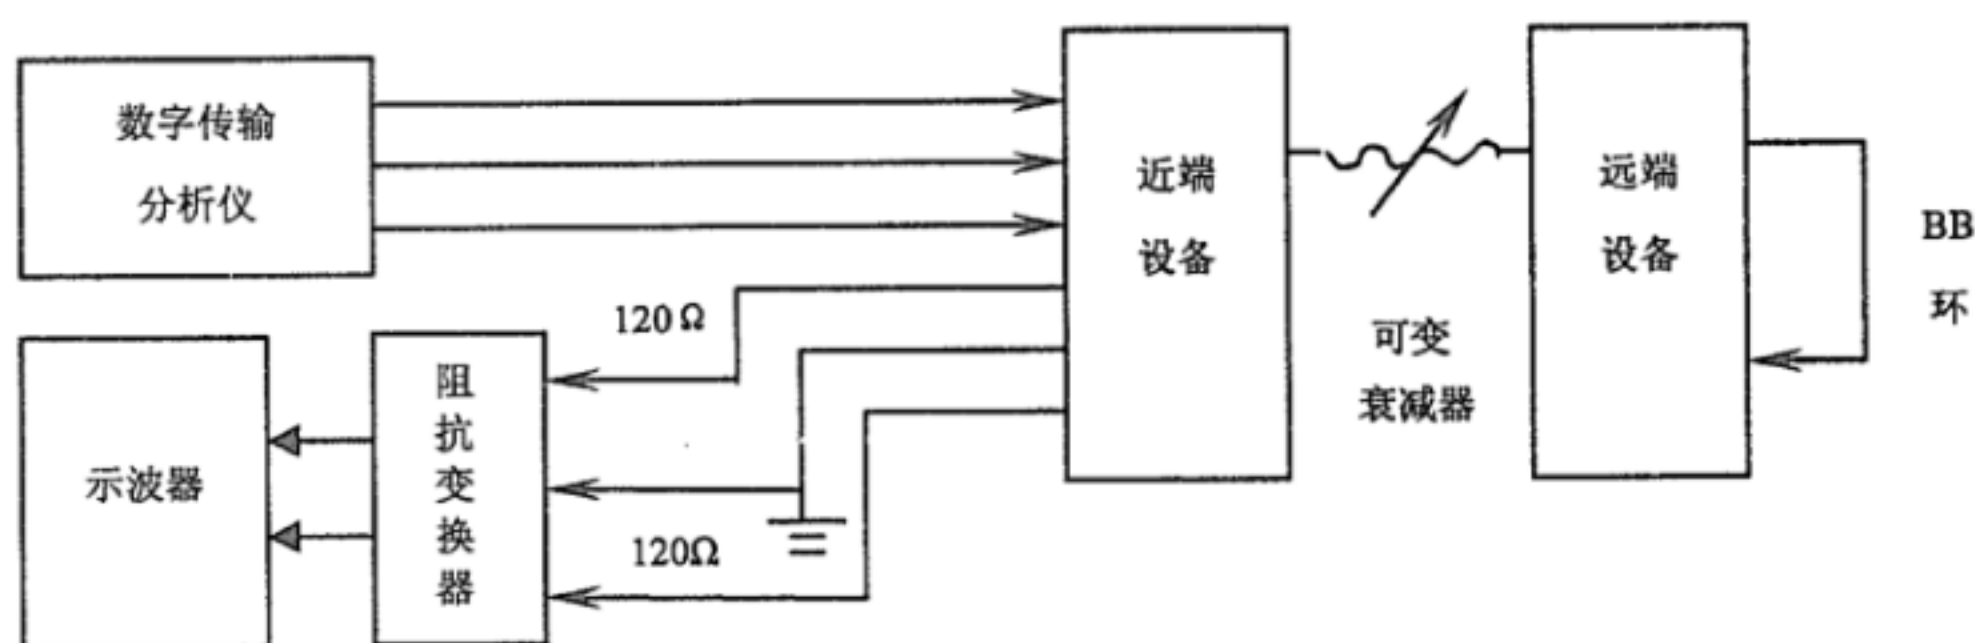 数字传输
分析仪
近端
设备
远端
设备
BB
环
可变
衰减器
120Ω
阻抗变换器
示波器
120Ω